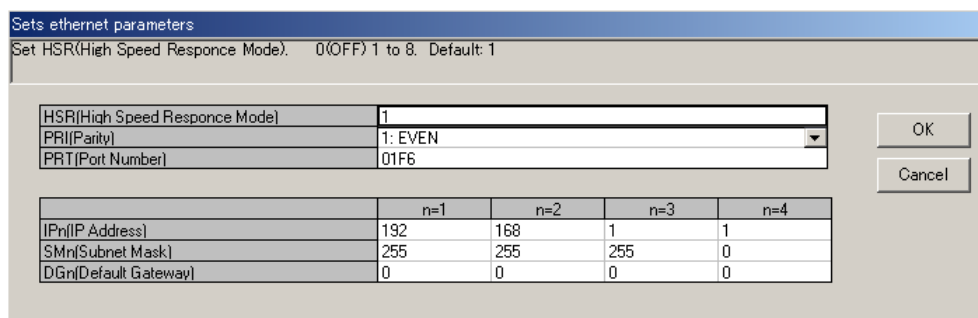 Sets ethernet parameters
Set HSR(High Speed Responce Mode). 0(OFF) 1 to 8. Default: 1
HSR(High Speed Responce Mode) 1
PRI(Parity) 1: EVEN
PRT(Port Number) 01F6
OK
Cancel
n=1 n=2 n=3 n=4
IPn(IP Address) 192 168 1 1
SMn(Subnet Mask) 255 255 255 0
DGn(Default Gateway) 0 0 0 0